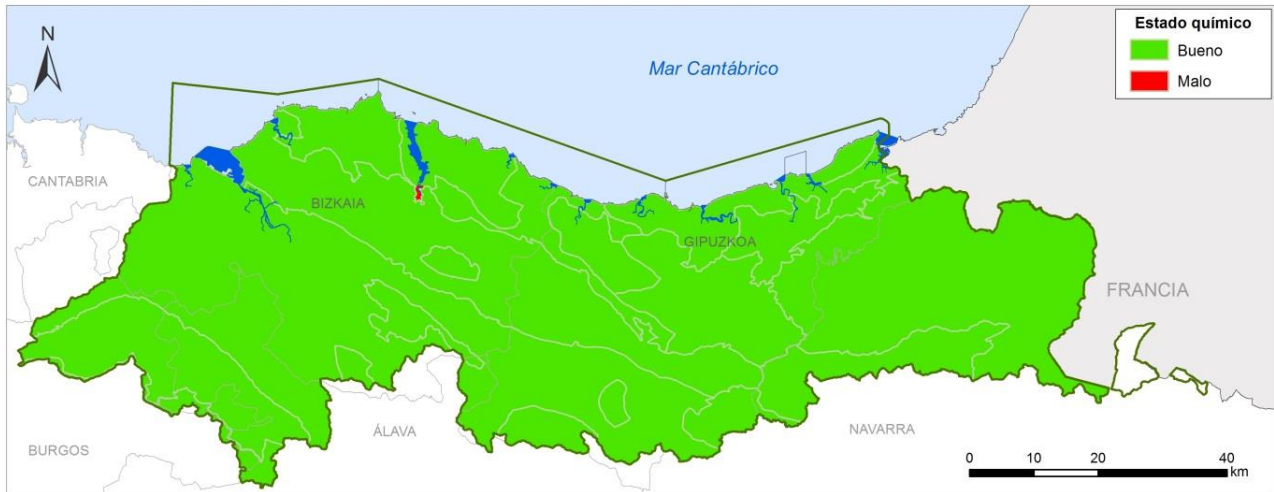 N
Mar Cantábrico
Estado químico
Bueno
Malo
CANTABRIA
BIZKAIA
GIPUZKOA
FRANCIA
BURGOS
ÁLAVA
NAVARRA
0 10 20 40
km